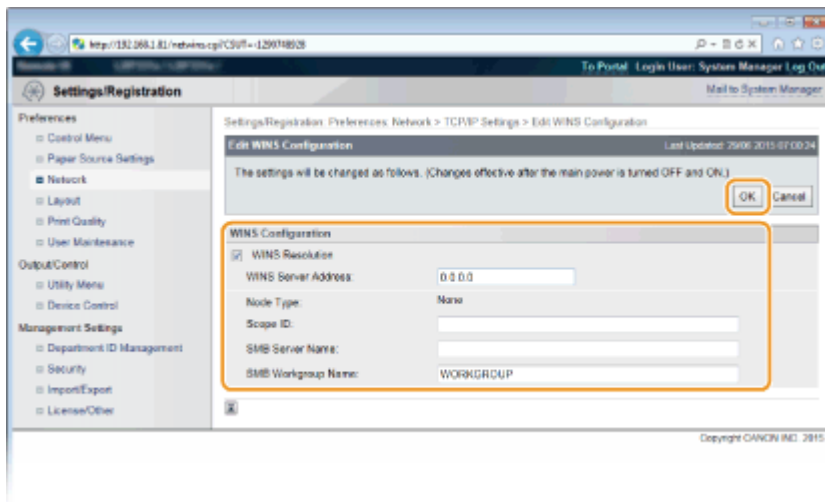 http://192.168.1.81/netwins.cgi?CSUT=-1290748928
To Portal Login User: System Manager Log Out
Settings/Registration
Mail to System Manager
Preferences
Control Menu
Paper Source Settings
Network
Layout
Print Quality
User Maintenance
Output/Control
Utility Menu
Device Control
Management Settings
Department ID Management
Security
Import/Export
License/Other
Settings/Registration: Preferences: Network > TCP/IP Settings > Edit WINS Configuration
Edit WINS Configuration
Last Updated: 29/06 2015 07:00:24
The settings will be changed as follows. (Changes effective after the main power is turned OFF and ON.)
OK Cancel
WINS Configuration
WINS Resolution
WINS Server Address: 0.0.0.0
Node Type: None
Scope ID:
SMB Server Name:
SMB Workgroup Name: WORKGROUP
Copyright CANON INC. 2015